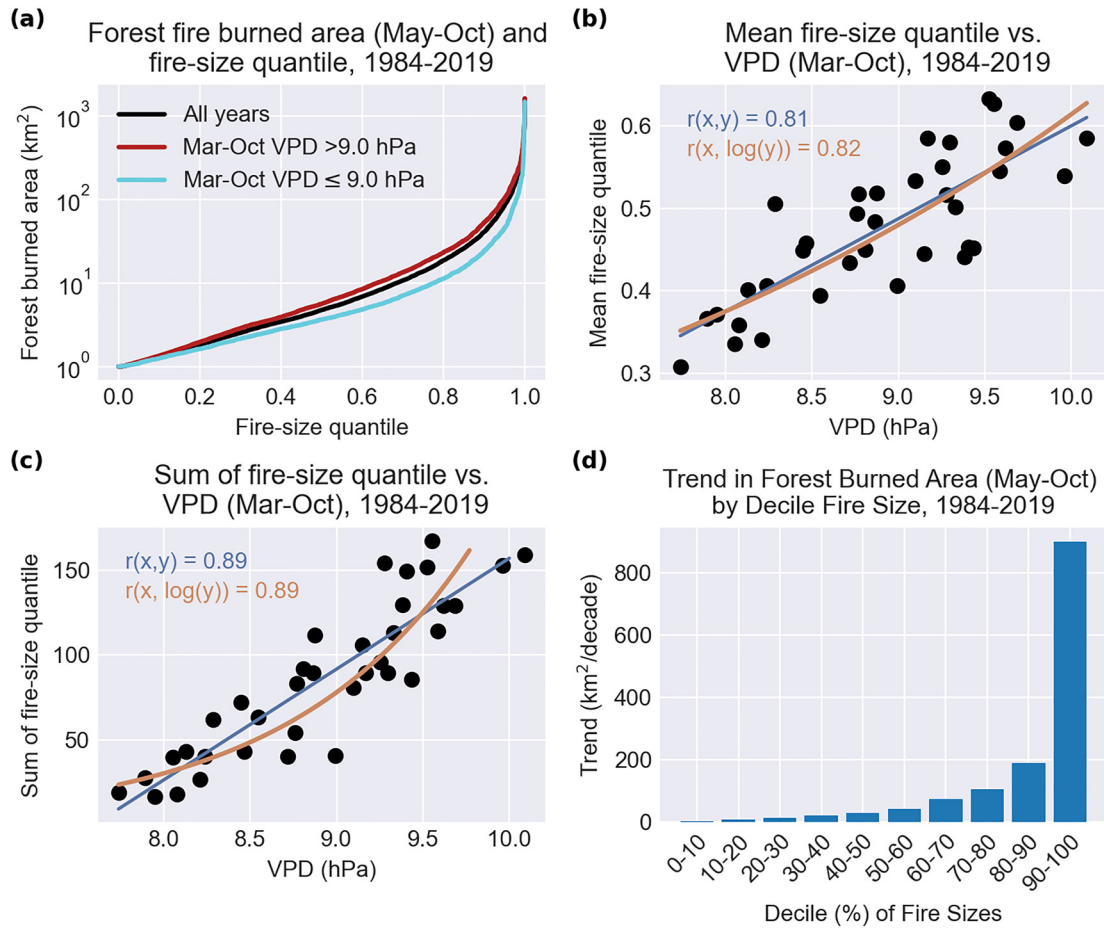 (a)
Forest fire burned area (May-Oct) and
fire-size quantile, 1984-2019
Forest burned area (km²)
10³
10²
10¹
10⁰
All years
Mar-Oct VPD >9.0 hPa
Mar-Oct VPD ≤ 9.0 hPa
0.0 0.2 0.4 0.6 0.8 1.0
Fire-size quantile
(b)
Mean fire-size quantile vs.
VPD (Mar-Oct), 1984-2019
Mean fire-size quantile
0.6
0.5
0.4
0.3
r(x,y) = 0.81
r(x, log(y)) = 0.82
8.0 8.5 9.0 9.5 10.0
VPD (hPa)
(c)
Sum of fire-size quantile vs.
VPD (Mar-Oct), 1984-2019
Sum of fire-size quantile
150
100
50
r(x,y) = 0.89
r(x, log(y)) = 0.89
8.0 8.5 9.0 9.5 10.0
VPD (hPa)
(d)
Trend in Forest Burned Area (May-Oct)
by Decile Fire Size, 1984-2019
Trend (km²/decade)
800
600
400
200
0
0-10 10-20 20-30 30-40 40-50 50-60 60-70 70-80 80-90 90-100
Decile (%) of Fire Sizes